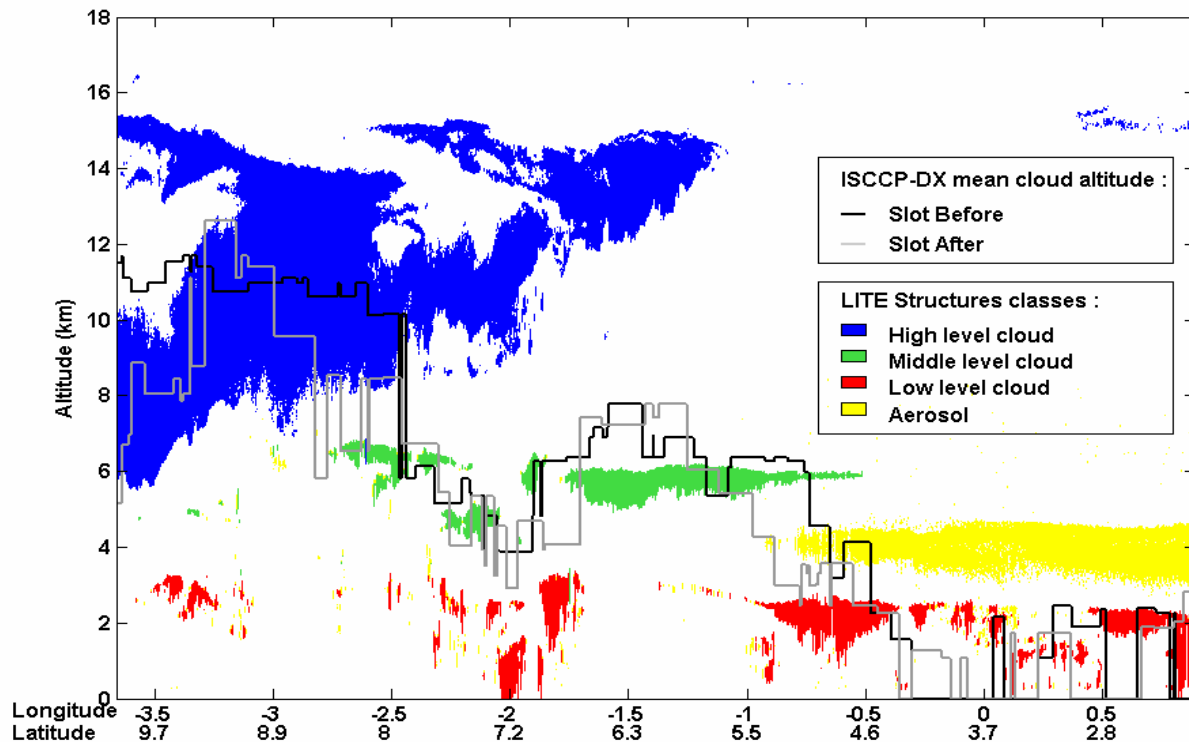 18
16
14
12
10
8
6
4
2
0
Altitude (km)
ISCCP-DX mean cloud altitude :
Slot Before
Slot After
LITE Structures classes :
High level cloud
Middle level cloud
Low level cloud
Aerosol
Longitude -3.5 -3 -2.5 -2 -1.5 -1 -0.5 0 0.5
Latitude 9.7 8.9 8 7.2 6.3 5.5 4.6 3.7 2.8